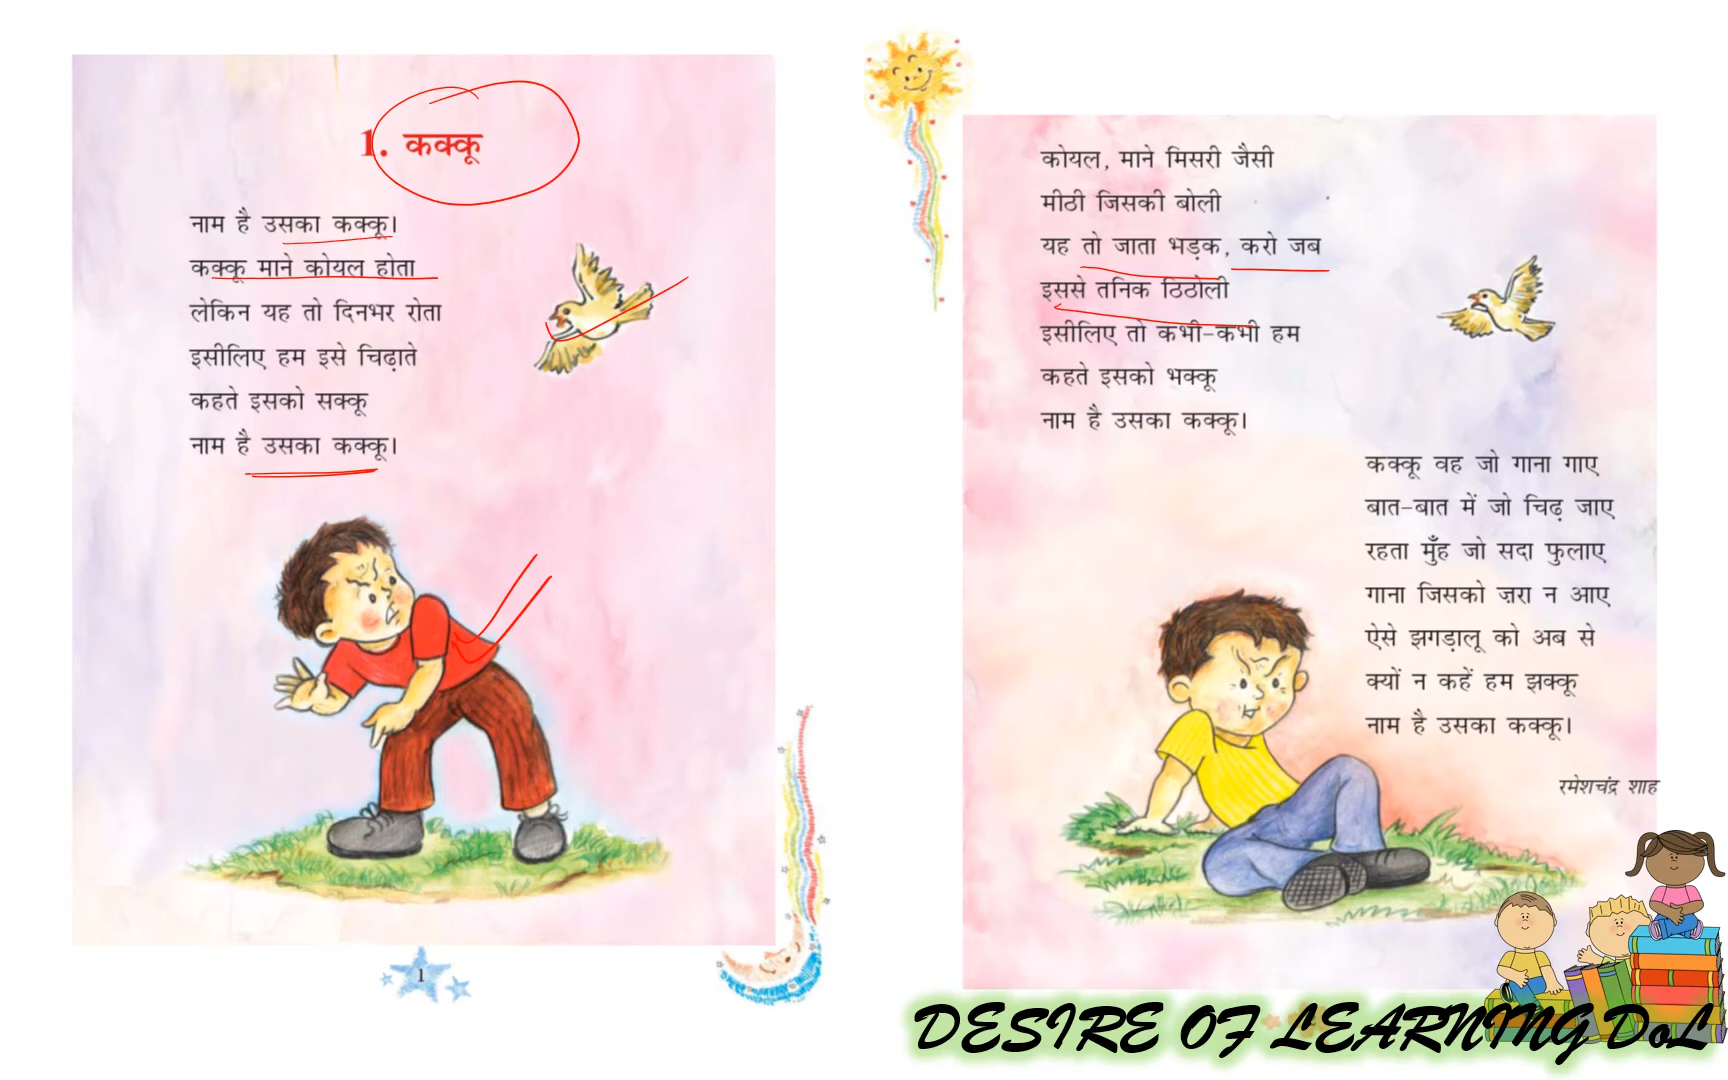 1. कक्कू
नाम है उसका कक्कू।
कक्कू माने कोयल होता
लेकिन यह तो दिनभर रोता
इसीलिए हम इसे चिढ़ाते
कहते इसको सक्कू
नाम है उसका कक्कू।
1
कोयल, माने मिसरी जैसी
मीठी जिसकी बोली
यह तो जाता भड़क, करो जब
इससे तनिक ठिठोली
इसीलिए तो कभी-कभी हम
कहते इसको भक्कू
नाम है उसका कक्कू।
कक्कू वह जो गाना गाए
बात-बात में जो चिढ़ जाए
रहता मुँह जो सदा फुलाए
गाना जिसको ज़रा न आए
ऐसे झगड़ालू को अब से
क्यों न कहें हम झक्कू
नाम है उसका कक्कू।
रमेशचंद्र शाह
DESIRE OF LEARNING DoL